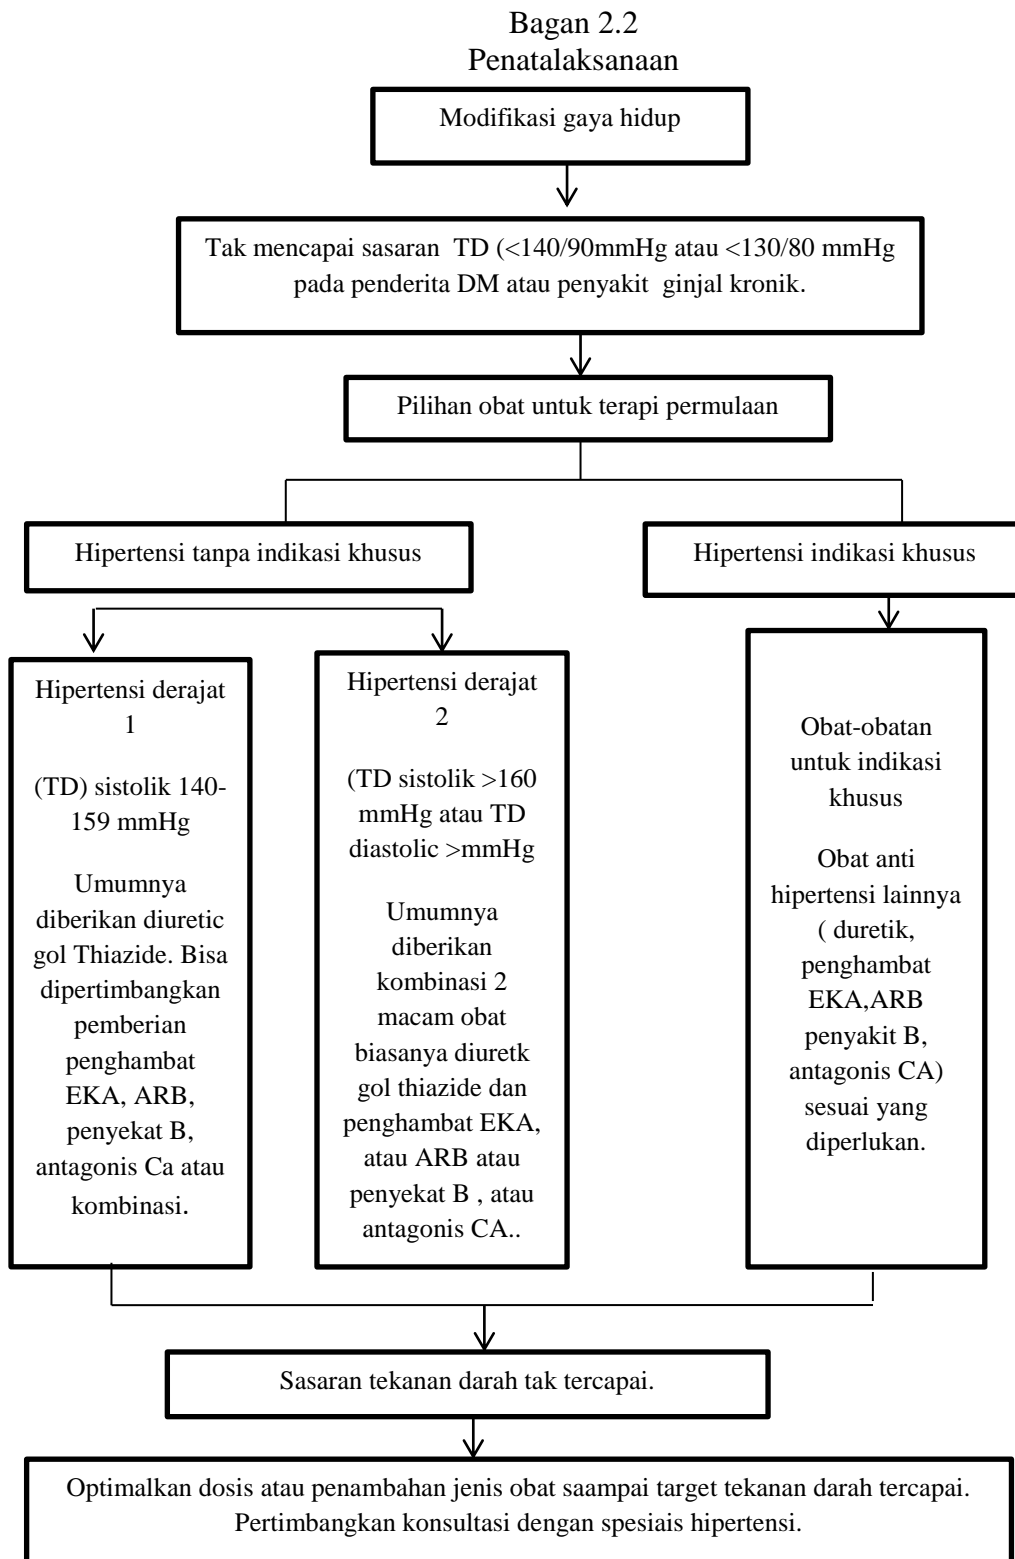 Bagan 2.2
Penatalaksanaan
Modifikasi gaya hidup
Tak mencapai sasaran  TD (<140/90mmHg atau <130/80 mmHg
pada penderita DM atau penyakit  ginjal kronik.
Pilihan obat untuk terapi permulaan
Hipertensi tanpa indikasi khusus
Hipertensi indikasi khusus
Hipertensi derajat
1
(TD) sistolik 140-
159 mmHg
Umumnya
diberikan diuretic
gol Thiazide. Bisa
dipertimbangkan
pemberian
penghambat
EKA, ARB,
penyekat B,
antagonis Ca atau
kombinasi.
Hipertensi derajat
2
(TD sistolik >160
mmHg atau TD
diastolic >mmHg
Umumnya
diberikan
kombinasi 2
macam obat
biasanya diuretk
gol thiazide dan
penghambat EKA,
atau ARB atau
penyekat B , atau
antagonis CA..
Obat-obatan
untuk indikasi
khusus
Obat anti
hipertensi lainnya
( duretik,
penghambat
EKA,ARB
penyakit B,
antagonis CA)
sesuai yang
diperlukan.
Sasaran tekanan darah tak tercapai.
Optimalkan dosis atau penambahan jenis obat saampai target tekanan darah tercapai.
Pertimbangkan konsultasi dengan spesiais hipertensi.